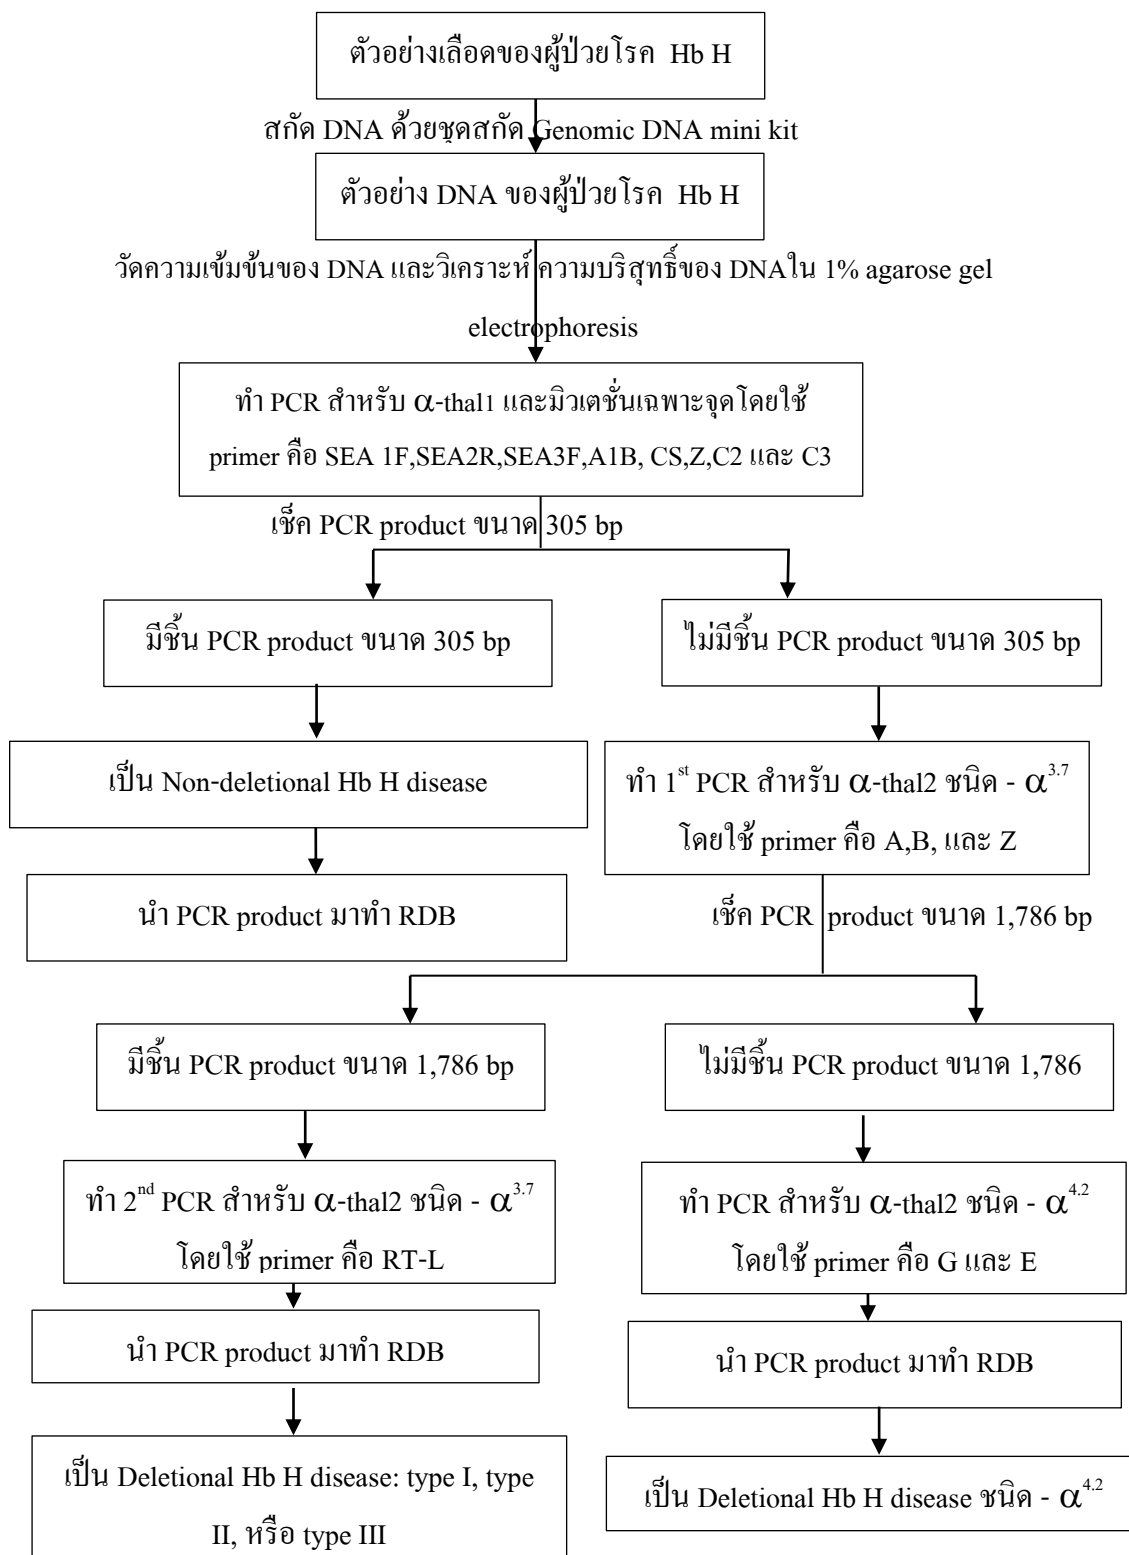 ตัวอย่างเลือดของผู้ป่วยโรค Hb H
สกัด DNA ด้วยชุดสกัด Genomic DNA mini kit
ตัวอย่าง DNA ของผู้ป่วยโรค Hb H
วัดความเข้มข้นของ DNA และวิเคราะห์ ความบริสุทธิ์ของ DNAใน 1% agarose gel
electrophoresis
ทำ PCR สำหรับ α-thal1 และมิวเตชั่นเฉพาะจุดโดยใช้
primer คือ SEA 1F,SEA2R,SEA3F,A1B, CS,Z,C2 และ C3
เช็ค PCR product ขนาด 305 bp
มีชิ้น PCR product ขนาด 305 bp
ไม่มีชิ้น PCR product ขนาด 305 bp
เป็น Non-deletional Hb H disease
ทำ 1st PCR สำหรับ α-thal2 ชนิด - α3.7
โดยใช้ primer คือ A,B, และ Z
นำ PCR product มาทำ RDB
เช็ค PCR product ขนาด 1,786 bp
มีชิ้น PCR product ขนาด 1,786 bp
ไม่มีชิ้น PCR product ขนาด 1,786
ทำ 2nd PCR สำหรับ α-thal2 ชนิด - α3.7
โดยใช้ primer คือ RT-L
ทำ PCR สำหรับ α-thal2 ชนิด - α4.2
โดยใช้ primer คือ G และ E
นำ PCR product มาทำ RDB
นำ PCR product มาทำ RDB
เป็น Deletional Hb H disease: type I, type
II, หรือ type III
เป็น Deletional Hb H disease ชนิด - α4.2